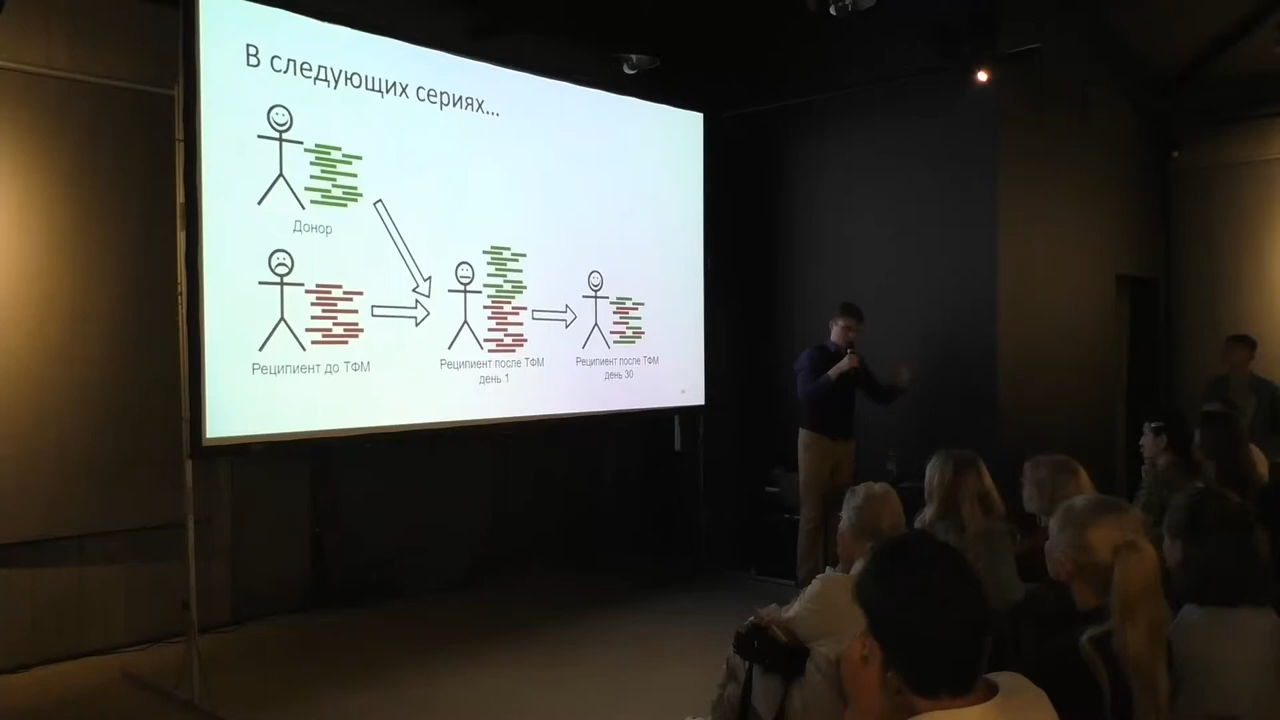 В следующих сериях...
Донор
Реципиент до ТФМ
Реципиент после ТФМ
день 1
Реципиент после ТФМ
день 30